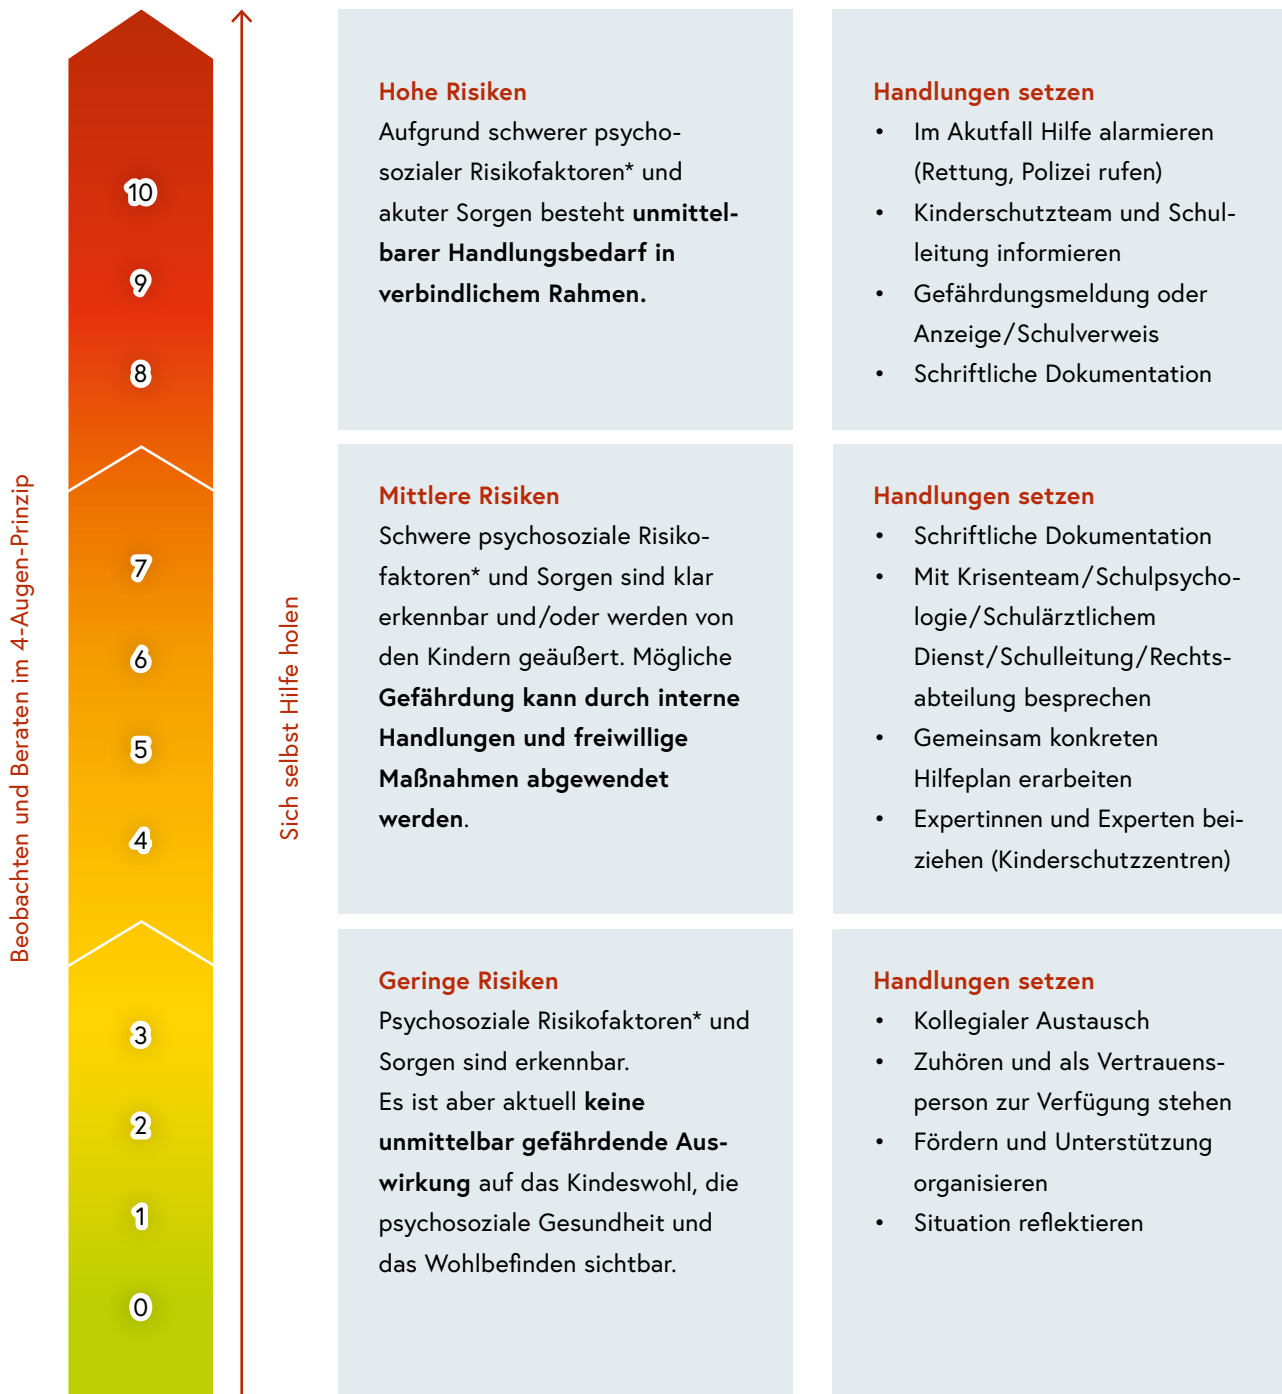 Beobachten und Beraten im 4-Augen-Prinzip
10
9
8
7
6
5
4
3
2
1
0
Sich selbst Hilfe holen
Hohe Risiken
Aufgrund schwerer psycho-
sozialer Risikofaktoren* und
akuter Sorgen besteht unmittel-
barer Handlungsbedarf in
verbindlichem Rahmen.
Handlungen setzen
• Im Akutfall Hilfe alarmieren
(Rettung, Polizei rufen)
• Kinderschutzteam und Schul-
leitung informieren
• Gefährdungsmeldung oder
Anzeige/Schulverweis
• Schriftliche Dokumentation
Mittlere Risiken
Schwere psychosoziale Risiko-
faktoren* und Sorgen sind klar
erkennbar und/oder werden von
den Kindern geäußert. Mögliche
Gefährdung kann durch interne
Handlungen und freiwillige
Maßnahmen abgewendet
werden.
Handlungen setzen
• Schriftliche Dokumentation
• Mit Krisenteam/Schulpsycho-
logie/Schulärztlichem
Dienst/Schulleitung/Rechts-
abteilung besprechen
• Gemeinsam konkreten
Hilfeplan erarbeiten
• Expertinnen und Experten bei-
ziehen (Kinderschutzzentren)
Geringe Risiken
Psychosoziale Risikofaktoren* und
Sorgen sind erkennbar.
Es ist aber aktuell keine
unmittelbar gefährdende Aus-
wirkung auf das Kindeswohl, die
psychosoziale Gesundheit und
das Wohlbefinden sichtbar.
Handlungen setzen
• Kollegialer Austausch
• Zuhören und als Vertrauens-
person zur Verfügung stehen
• Fördern und Unterstützung
organisieren
• Situation reflektieren